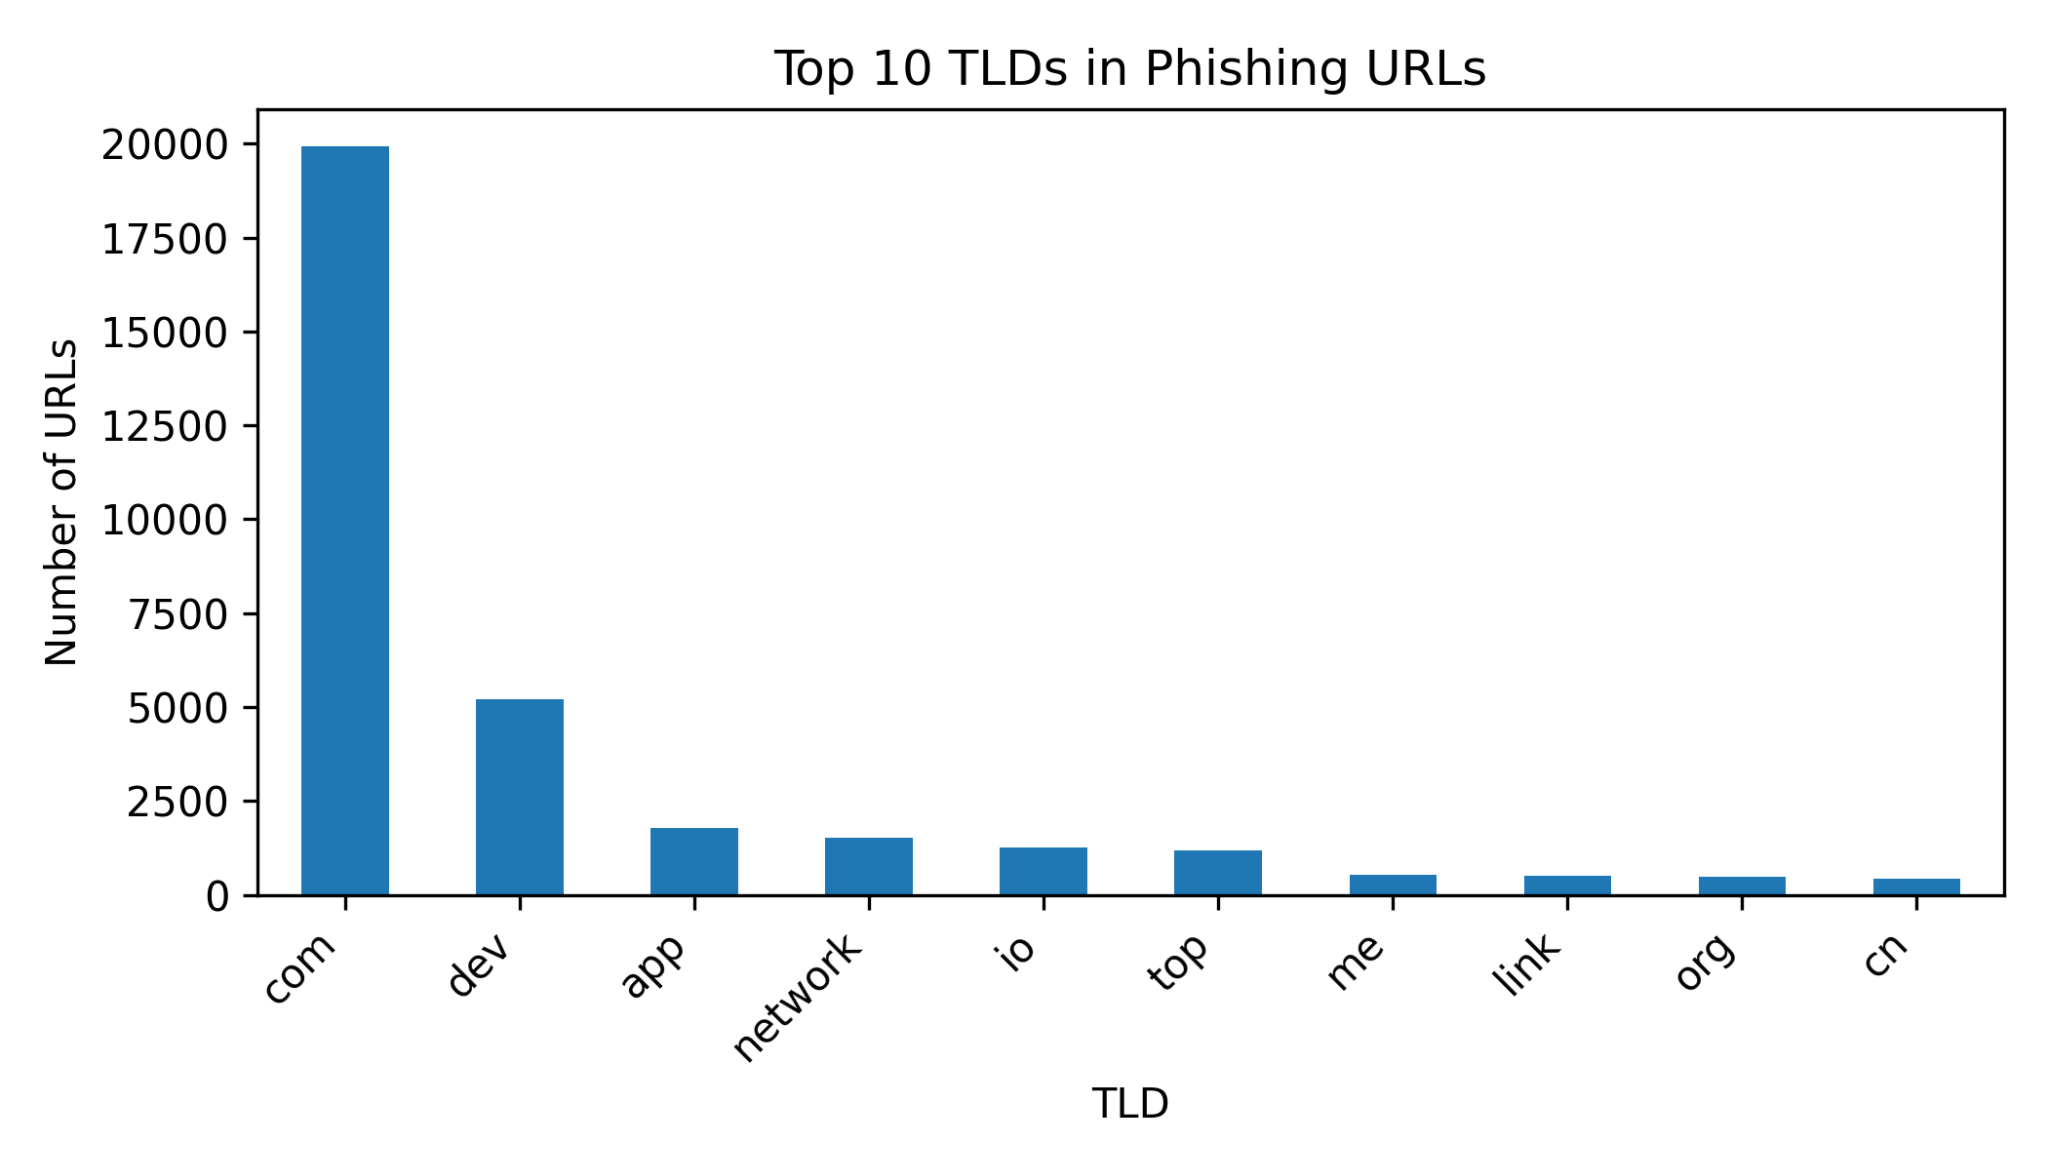 Top 10 TLDs in Phishing URLs
Number of URLs
20000
17500
15000
12500
10000
7500
5000
2500
0
com
dev
app
network
io
top
me
link
org
cn
TLD